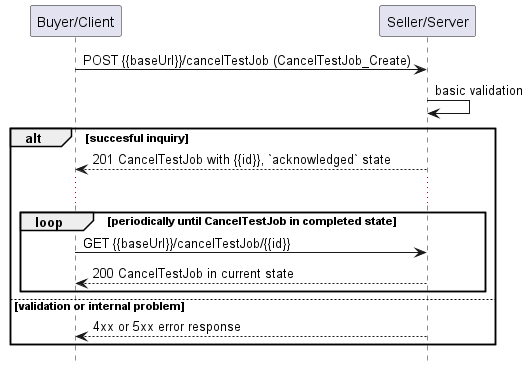 Buyer/Client
Seller/Server
POST {{baseUrl}}/cancelTestJob (CancelTestJob_Create)
basic validation
alt
[succesful inquiry]
201 CancelTestJob with {{id}}, `acknowledged` state
loop
[periodically until CancelTestJob in completed state]
GET {{baseUrl}}/cancelTestJob/{{id}}
200 CancelTestJob in current state
[validation or internal problem]
4xx or 5xx error response